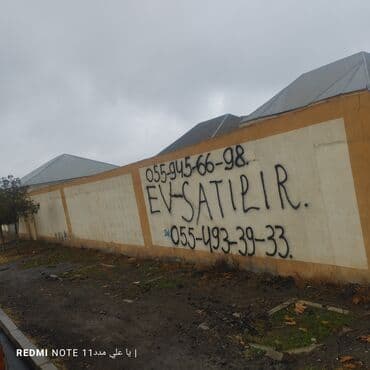 055-945-66-98.
EV-SATILIR.
055-493-39-33.
REDMI NOTE 11 | يا علي مدد